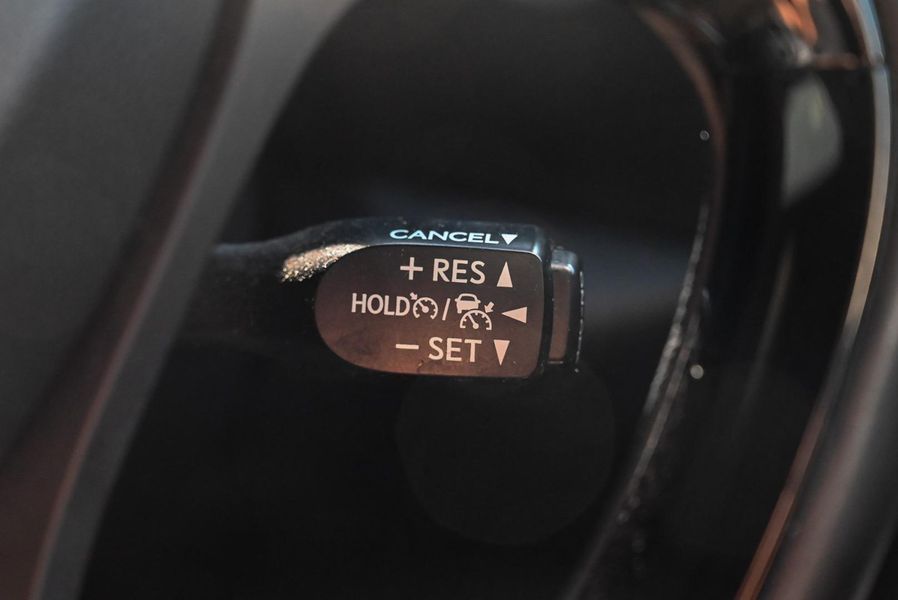 CANCEL▼
+ RES ▲
HOLD / ◀
− SET ▼